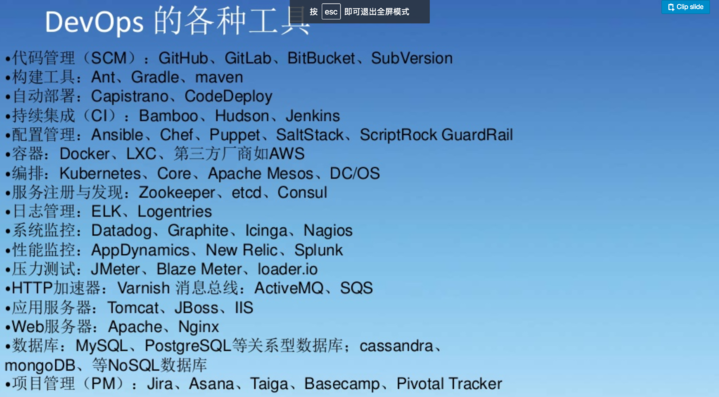 DevOps 的各种工具
按 esc 即可退出全屏模式
Clip slide
•代码管理（SCM）：GitHub、GitLab、BitBucket、SubVersion
•构建工具：Ant、Gradle、maven
•自动部署：Capistrano、CodeDeploy
•持续集成（CI）：Bamboo、Hudson、Jenkins
•配置管理：Ansible、Chef、Puppet、SaltStack、ScriptRock GuardRail
•容器：Docker、LXC、第三方厂商如AWS
•编排：Kubernetes、Core、Apache Mesos、DC/OS
•服务注册与发现：Zookeeper、etcd、Consul
•日志管理：ELK、Logentries
•系统监控：Datadog、Graphite、Icinga、Nagios
•性能监控：AppDynamics、New Relic、Splunk
•压力测试：JMeter、Blaze Meter、loader.io
•HTTP加速器：Varnish 消息总线：ActiveMQ、SQS
•应用服务器：Tomcat、JBoss、IIS
•Web服务器：Apache、Nginx
•数据库：MySQL、PostgreSQL等关系型数据库；cassandra、
mongoDB、等NoSQL数据库
•项目管理（PM）：Jira、Asana、Taiga、Basecamp、Pivotal Tracker